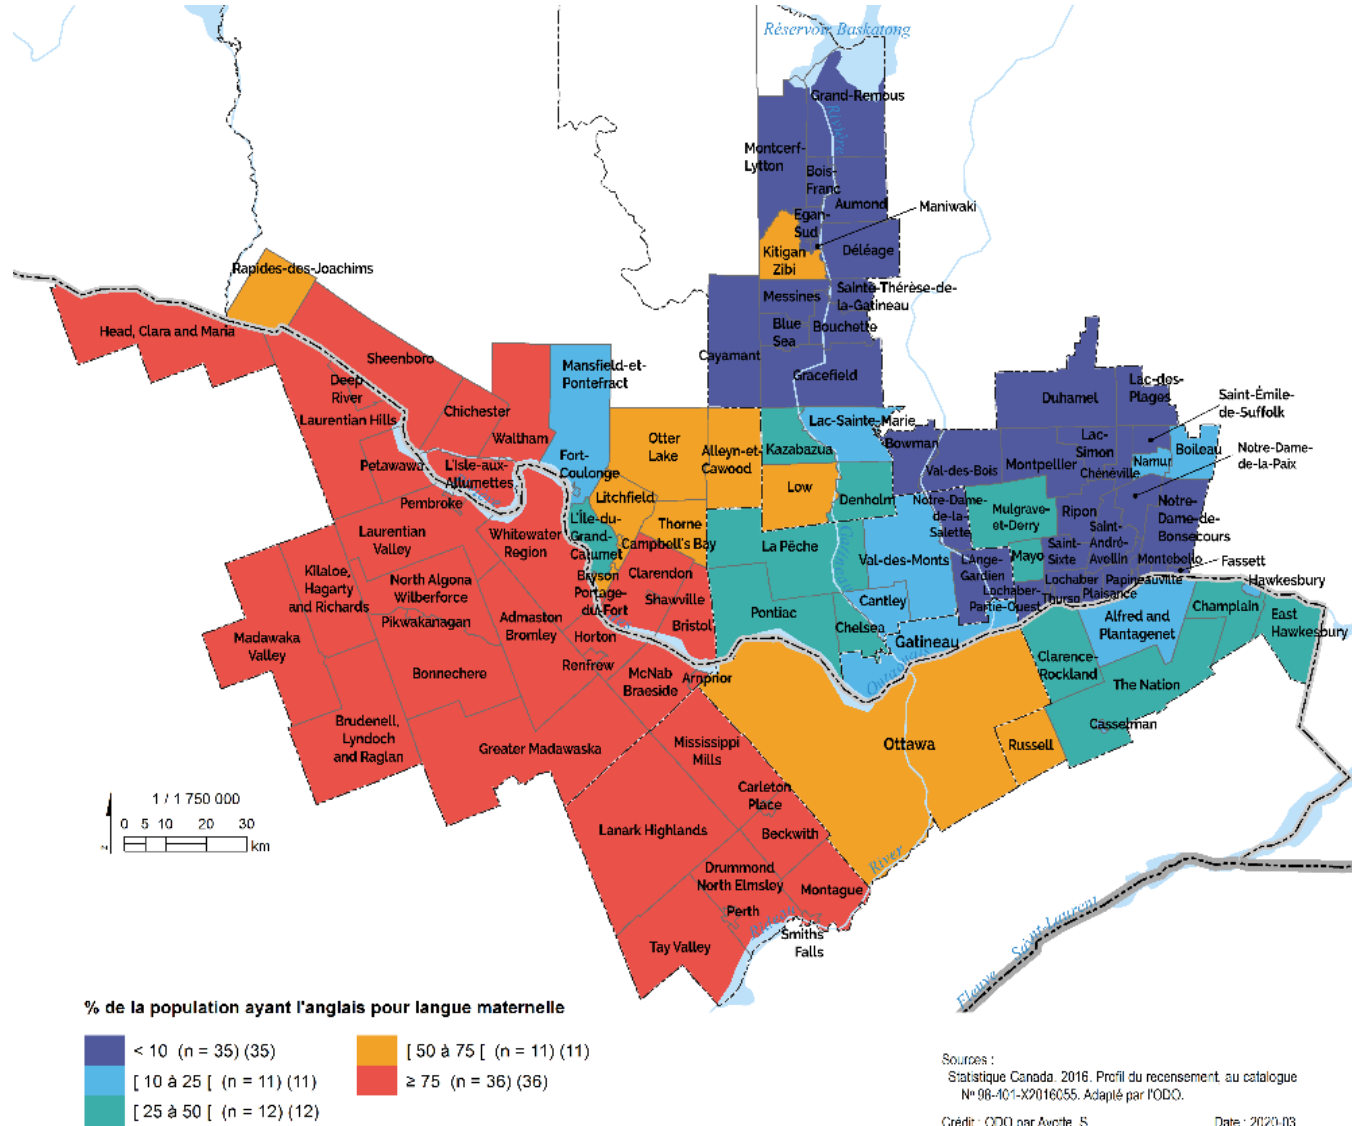 Réservoir Baskatong
Grand-Remous
Rivière
Montcerf-
Lytton
Bois-
Franc
Aumond
Maniwaki
Egan-
Sud
Déléage
Kitigan
Zibi
Rapides-des-Joachims
Sainte-Thérèse-de-
la-Gatineau
Messines
Blue
Sea
Bouchette
Head, Clara and Maria
Sheenboro
Cayamant
Gracefield
Mansfield-et-
Pontefract
Deep
River
Laurentian Hills
Chichester
Waltham
Duhamel
Lac-des-
Plages
Saint-Émile-
de-Suffolk
Lac-Sainte-Marie
Otter
Lake
Alleyn-et-
Cawood
Kazabazua
Bowman
Lac-
Simon
Boileau
Notre-Dame-
de-la-Paix
Petawawa
L'Isle-aux-
Allumettes
Fort-
Coulonge
Val-des-Bois
Montpellier
Chénéville
Namur
Pembroke
Litchfield
Low
Denholm
Notre-Dame-
de-la-
Salette
Mulgrave-
et-Derry
Ripon
Notre-
Dame-de-
Bonsecours
Laurentian
Valley
Whitewater
Region
L'Île-du-
Grand-
Calumet
Thorne
Campbell's Bay
La Pêche
Val-des-Monts
L'Ange-
Gardien
Mayo
Saint-
Sixte
Saint-
André-
Avellin
Montebello
Fassett
Kilaloe,
Hagarty
and Richards
North Algona
Wilberforce
Bryson
Clarendon
Portage-
du-Fort
Shawville
Cantley
Lochaber-
Partie-Ouest
Lochaber
Thurso
Papineauville
Plaisance
Hawkesbury
Pikwakanagan
Admaston
Bromley
Bristol
Pontiac
Chelsea
Gatineau
Alfred and
Plantagenet
Champlain
East
Hawkesbury
Madawaka
Valley
Horton
Renfrew
McNab
Braeside
Arnprior
Clarence-
Rockland
The Nation
Bonnechere
Casselman
Brudenell,
Lyndoch
and Raglan
Greater Madawaska
Mississippi
Mills
Ottawa
Russell
Carleton
Place
Lanark Highlands
Beckwith
River
Drummond
North Elmsley
Montague
Perth
Rideau
Smiths
Falls
Tay Valley
Fleuve Saint-Laurent
1 / 1 750 000
0 5 10 20 30
km
% de la population ayant l'anglais pour langue maternelle
< 10 (n = 35) (35)
[ 10 à 25 [ (n = 11) (11)
[ 25 à 50 [ (n = 12) (12)
[ 50 à 75 [ (n = 11) (11)
≥ 75 (n = 36) (36)
Sources :
Statistique Canada. 2016. Profil du recensement, au catalogue
Nº 98-401-X2016055. Adapté par l'ODO.
Crédit : ODO par Ayotte, S. Date : 2020-03